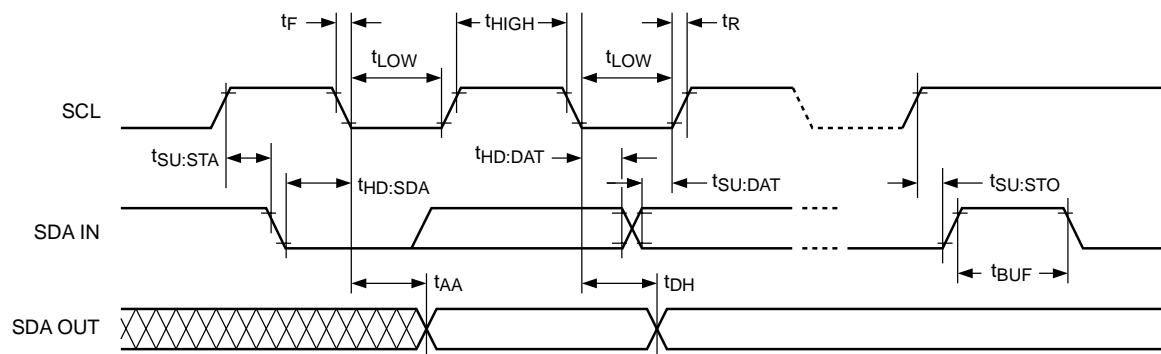 tF
tHIGH
tR
tLOW
tLOW
SCL
tSU:STA
tHD:SDA
tHD:DAT
tSU:DAT
tSU:STO
SDA IN
tAA
tDH
tBUF
SDA OUT